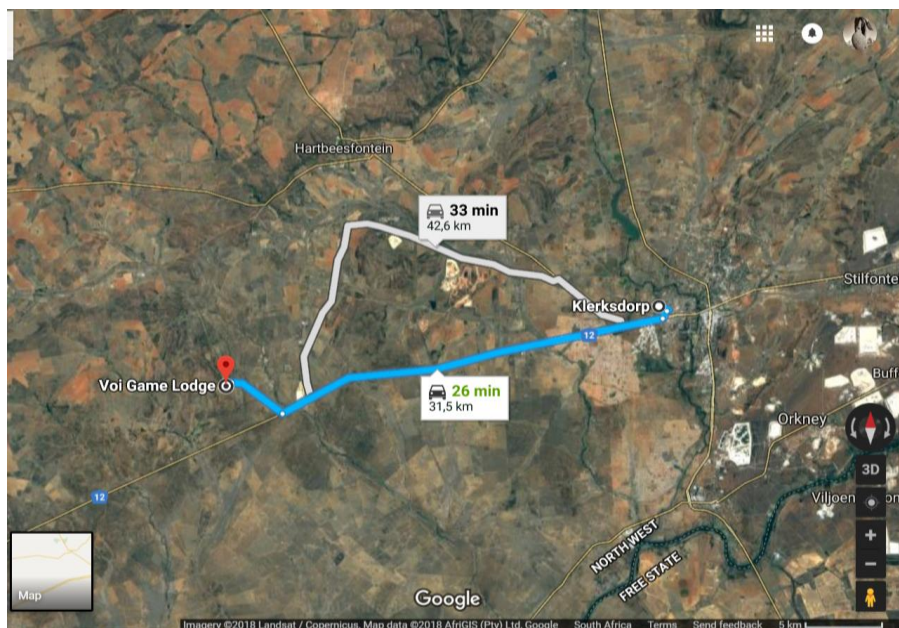 Hartbeesfontein
33 min
42,6 km
Stilfonte
Klerksdorp
12
Voi Game Lodge
26 min
31,5 km
Buff
Orkney
3D
12
Viljoen
on
NORTH WEST
FREE STATE
Map
Google
Imagery ©2018 Landsat / Copernicus, Map data ©2018 AfriGIS (Pty) Ltd, Google South Africa Terms Send feedback 5 km